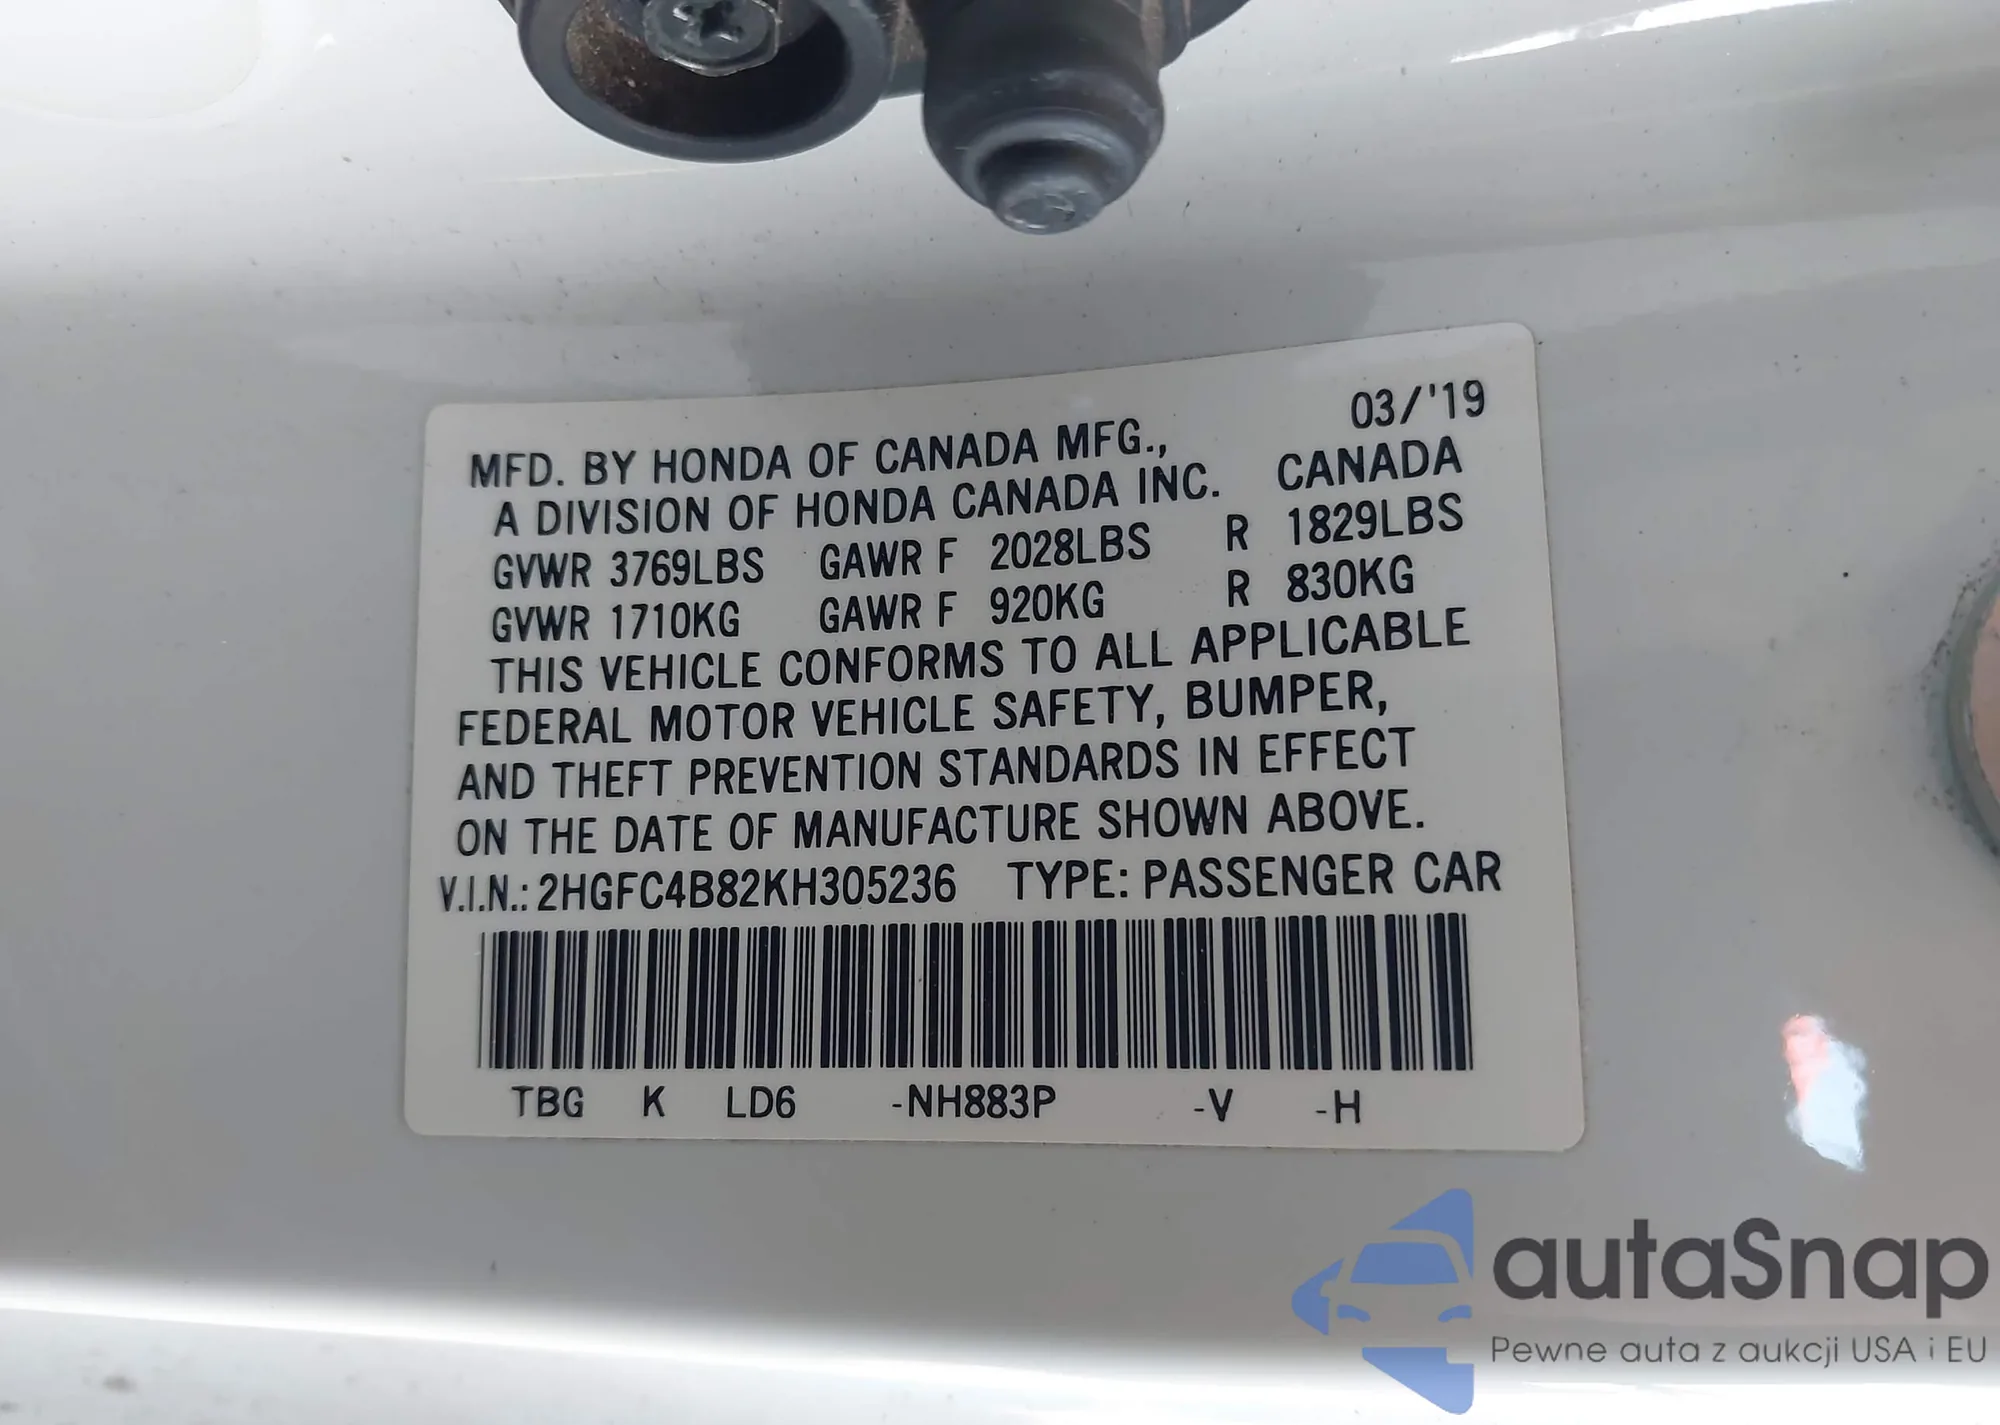 03/'19
MFD. BY HONDA OF CANADA MFG.,
A DIVISION OF HONDA CANADA INC. CANADA
GVWR 3769LBS GAWR F 2028LBS R 1829LBS
GVWR 1710KG GAWR F 920KG R 830KG
THIS VEHICLE CONFORMS TO ALL APPLICABLE
FEDERAL MOTOR VEHICLE SAFETY, BUMPER,
AND THEFT PREVENTION STANDARDS IN EFFECT
ON THE DATE OF MANUFACTURE SHOWN ABOVE.
V.I.N.: 2HGFC4B82KH305236 TYPE: PASSENGER CAR
TBG K LD6 -NH883P -V -H
autaSnap
Pewne auta z aukcji USA i EU